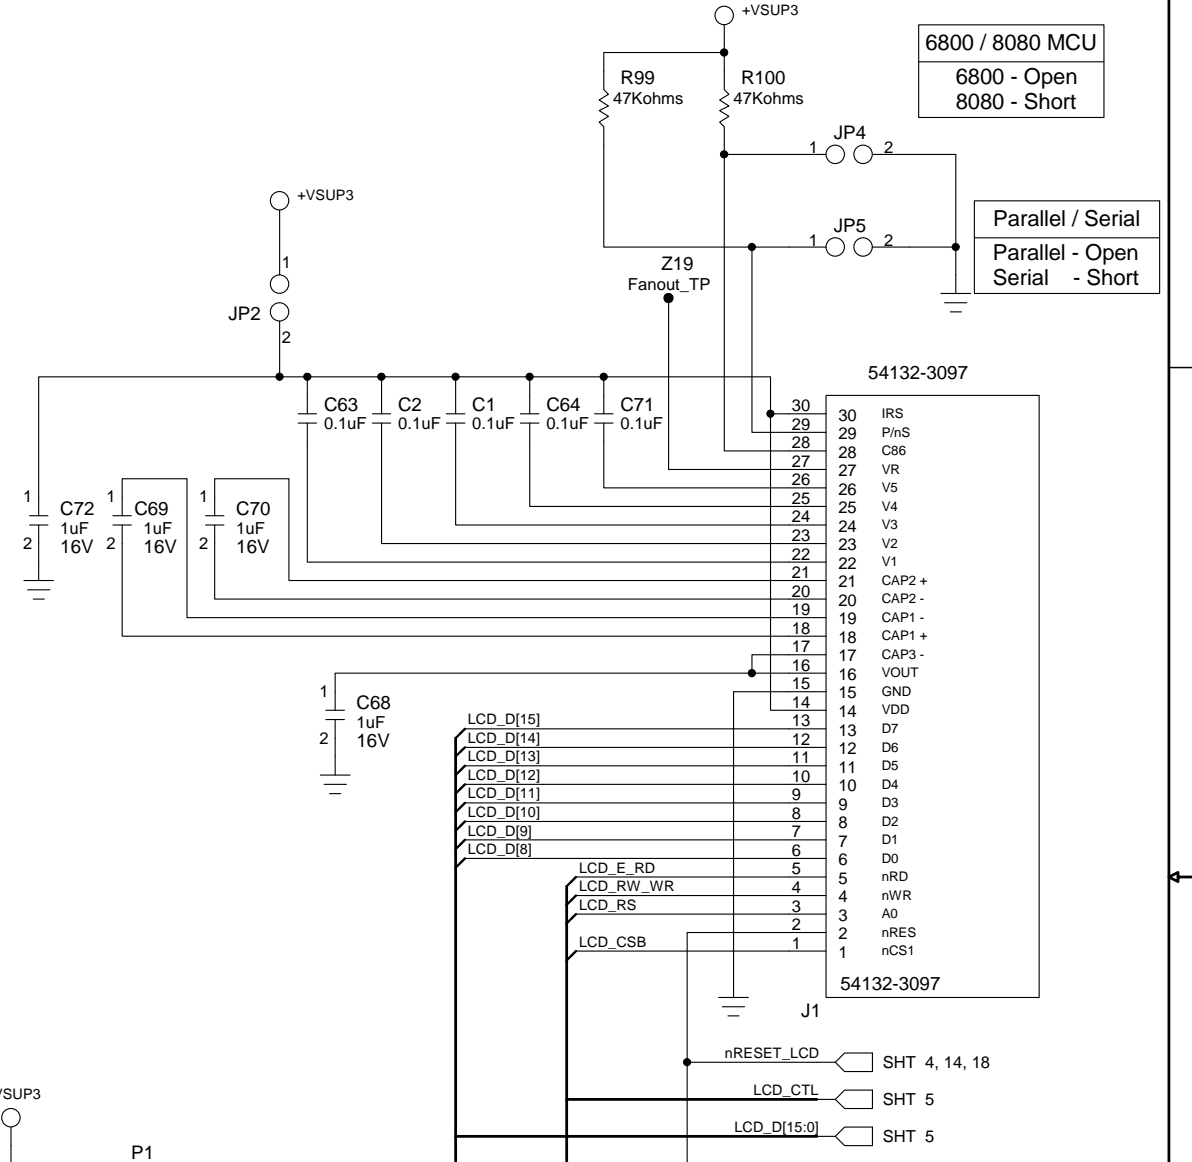 +VSUP3
6800 / 8080 MCU
6800 - Open
8080 - Short
R99
47Kohms
R100
47Kohms
JP4
1 2
+VSUP3
Parallel / Serial
Parallel - Open
Serial - Short
JP5
1 2
Z19
Fanout_TP
1
JP2
2
54132-3097
C63
0.1uF
C2
0.1uF
C1
0.1uF
C64
0.1uF
C71
0.1uF
1
C72
1uF
16V
2
1
C69
1uF
16V
2
1
C70
1uF
16V
2
30 30 IRS
29 29 P/nS
28 28 C86
27 27 VR
26 26 V5
25 25 V4
24 24 V3
23 23 V2
22 22 V1
21 21 CAP2 +
20 20 CAP2 -
19 19 CAP1 -
18 18 CAP1 +
17 17 CAP3 -
16 16 VOUT
15 15 GND
14 14 VDD
1
C68
1uF
16V
2
LCD_D[15] 13 13 D7
LCD_D[14] 12 12 D6
LCD_D[13] 11 11 D5
LCD_D[12] 10 10 D4
LCD_D[11] 9 9 D3
LCD_D[10] 8 8 D2
LCD_D[9] 7 7 D1
LCD_D[8] 6 6 D0
LCD_E_RD 5 5 nRD
LCD_RW_WR 4 4 nWR
LCD_RS 3 3 A0
2 2 nRES
LCD_CSB 1 1 nCS1
54132-3097
J1
nRESET_LCD SHT 4, 14, 18
LCD_CTL SHT 5
LCD_D[15:0] SHT 5
VSUP3
P1